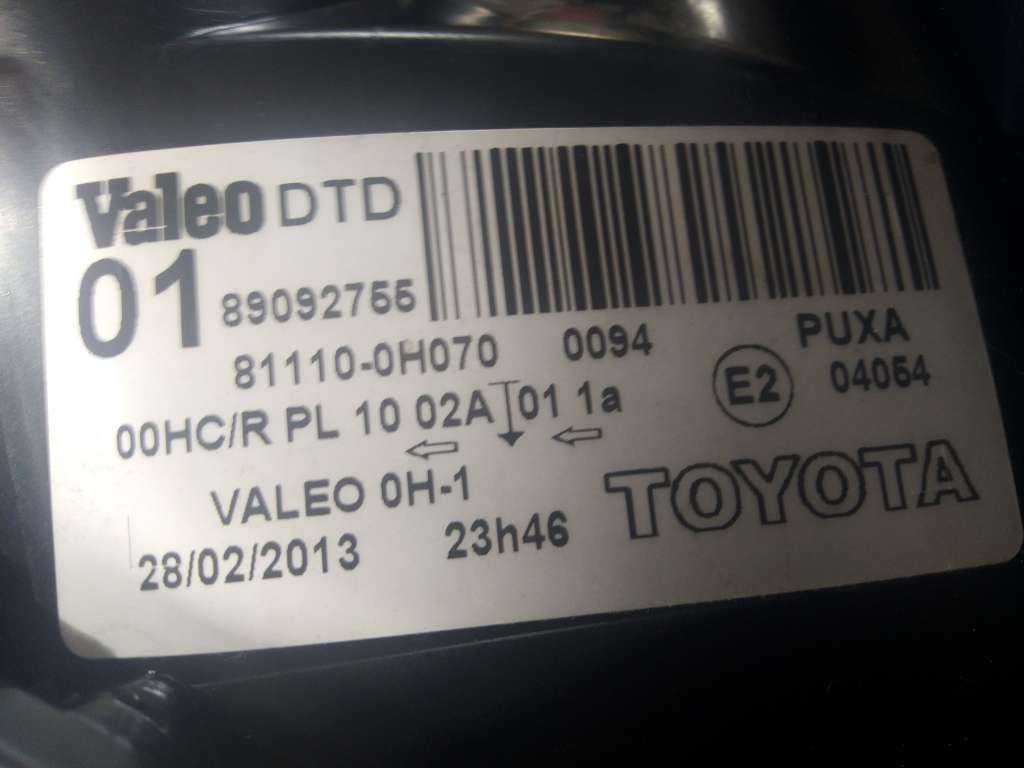 Valeo DTD
01 89092755
81110-0H070 0094
PUXA
E2 04054
00HC/R PL 10 02A 01 1a
VALEO 0H-1
TOYOTA
28/02/2013 23h46